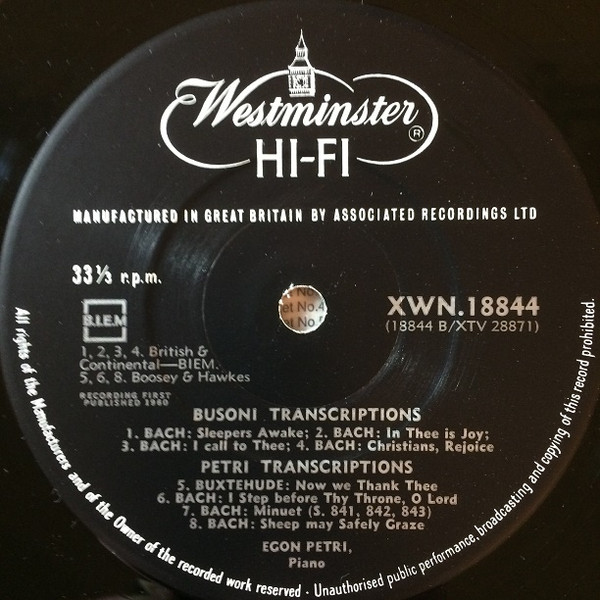 Westminster ®
HI-FI
MANUFACTURED IN GREAT BRITAIN BY ASSOCIATED RECORDINGS LTD
33⅓ r.p.m.
B.I.E.M
XWN.18844
(18844 B/XTV 28871)
1, 2, 3, 4. British &
Continental—BIEM.
5, 6, 8. Boosey & Hawkes
RECORDING FIRST
PUBLISHED 1960
BUSONI TRANSCRIPTIONS
1. BACH: Sleepers Awake; 2. BACH: In Thee is Joy;
3. BACH: I call to Thee; 4. BACH: Christians, Rejoice
PETRI TRANSCRIPTIONS
5. BUXTEHUDE: Now we Thank Thee
6. BACH: I Step before Thy Throne, O Lord
7. BACH: Minuet (S. 841, 842, 843)
8. BACH: Sheep may Safely Graze
EGON PETRI,
Piano
All rights of the Manufacturers and of the Owner of the recorded work reserved · Unauthorised public performance, broadcasting and copying of this record prohibited.
No.4
No.